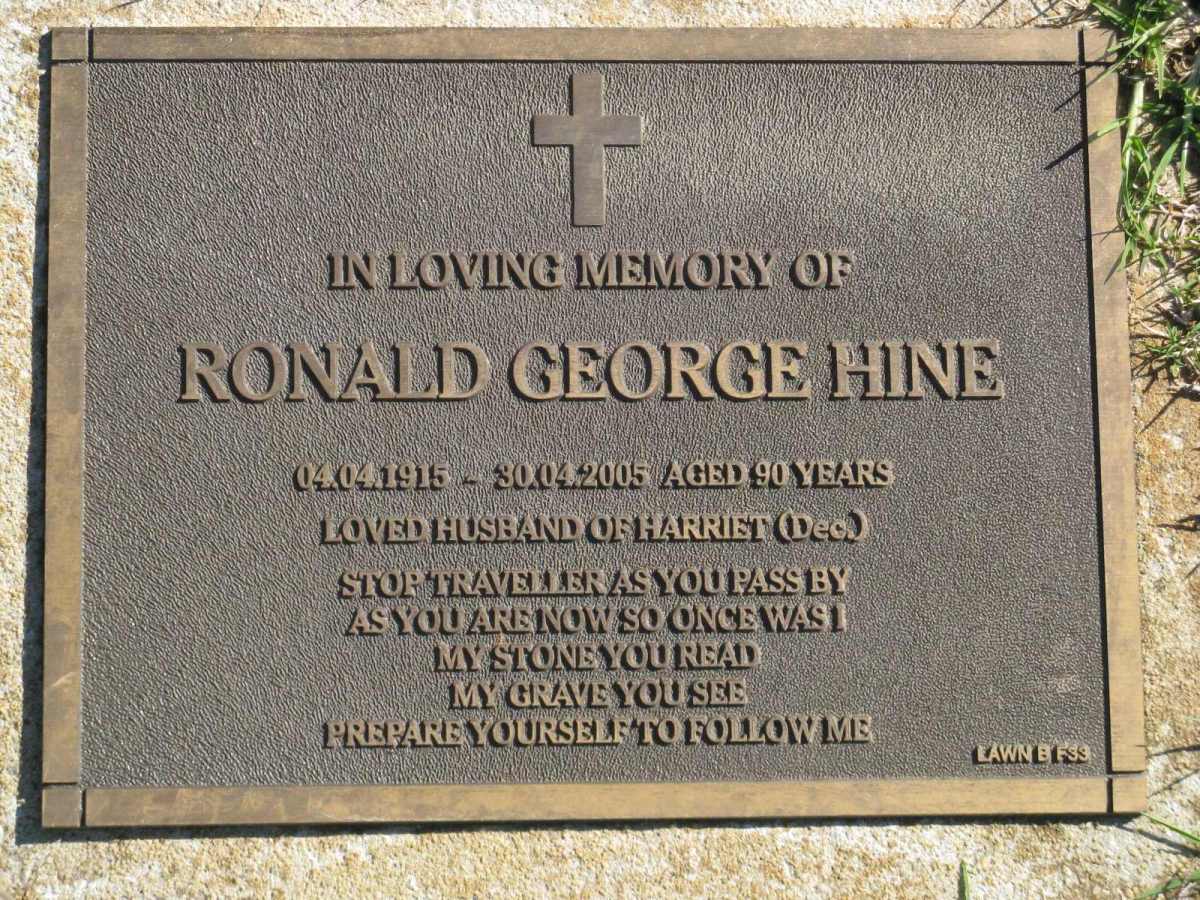 IN LOVING MEMORY OF
RONALD GEORGE HINE
04.04.1915 - 30.04.2005 AGED 90 YEARS
LOVED HUSBAND OF HARRIET (Dec.)
STOP TRAVELLER AS YOU PASS BY
AS YOU ARE NOW SO ONCE WAS I
MY STONE YOU READ
MY GRAVE YOU SEE
PREPARE YOURSELF TO FOLLOW ME
LAWN B F33